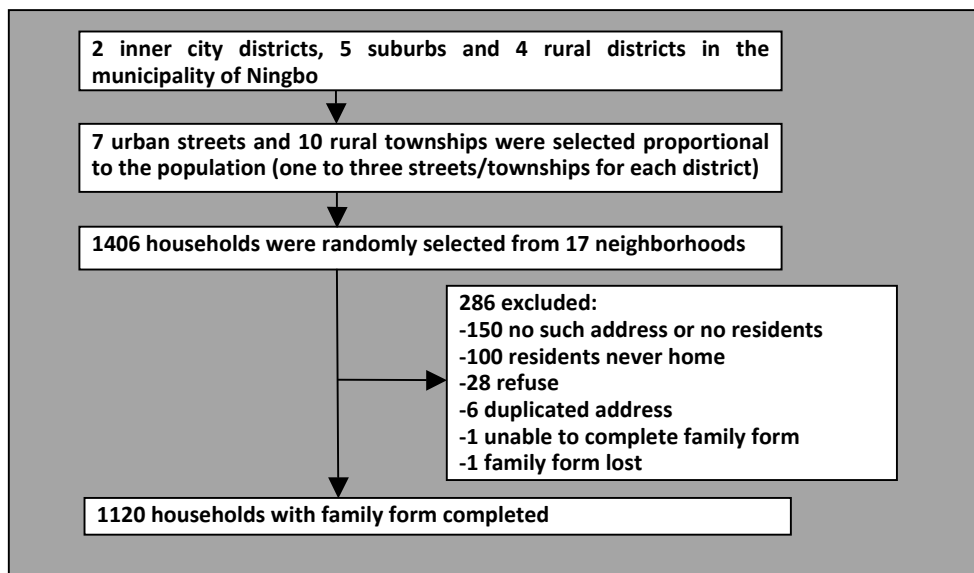 2 inner city districts, 5 suburbs and 4 rural districts in the
municipality of Ningbo
7 urban streets and 10 rural townships were selected proportional
to the population (one to three streets/townships for each district)
1406 households were randomly selected from 17 neighborhoods
286 excluded:
-150 no such address or no residents
-100 residents never home
-28 refuse
-6 duplicated address
-1 unable to complete family form
-1 family form lost
1120 households with family form completed